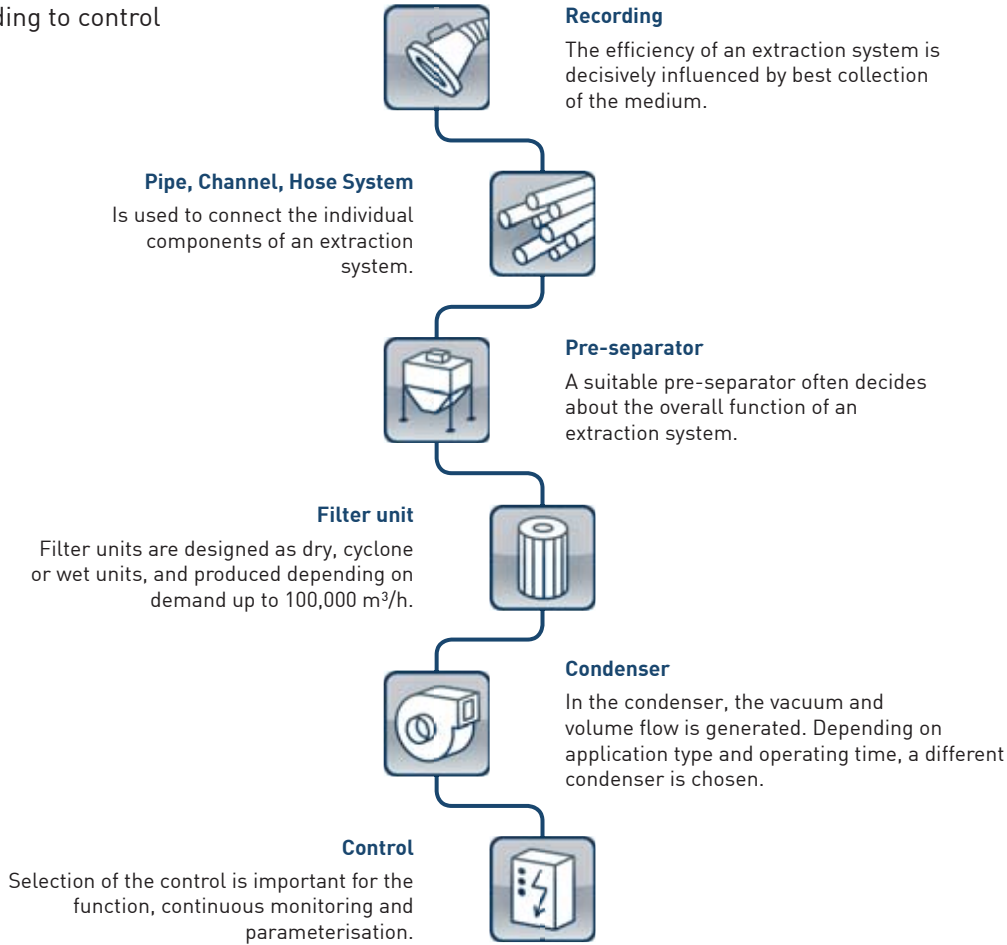 to control
Recording
The efficiency of an extraction system is
decisively influenced by best collection
of the medium.
Pipe, Channel, Hose System
Is used to connect the individual
components of an extraction
system.
Pre-separator
A suitable pre-separator often decides
about the overall function of an
extraction system.
Filter unit
Filter units are designed as dry, cyclone
or wet units, and produced depending on
demand up to 100,000 m³/h.
Condenser
In the condenser, the vacuum and
volume flow is generated. Depending on
application type and operating time, a different
condenser is chosen.
Control
Selection of the control is important for the
function, continuous monitoring and
parameterisation.